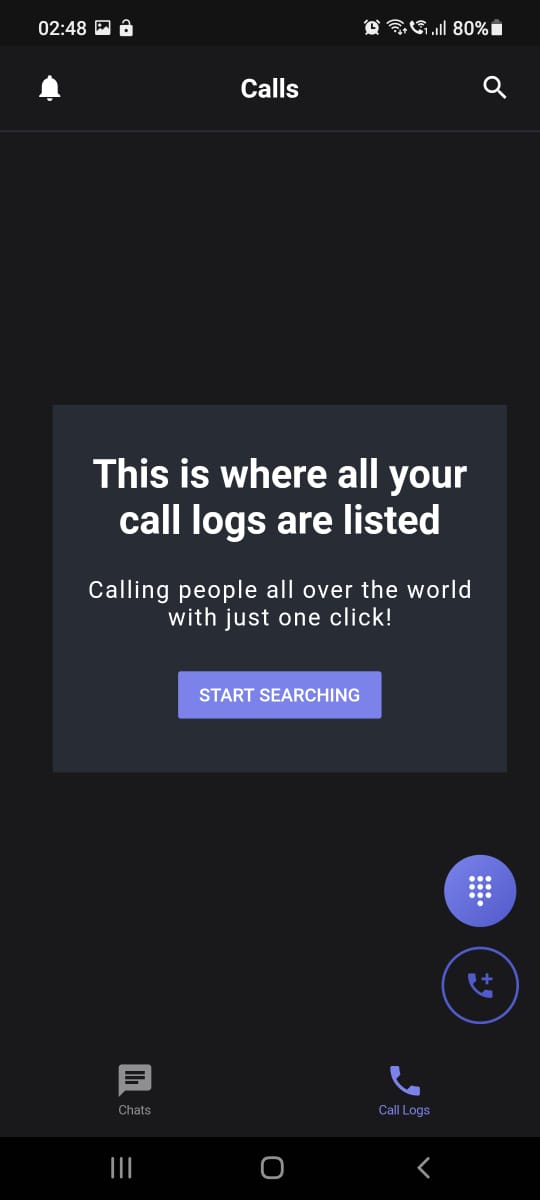 02:48 80%
Calls
This is where all your
call logs are listed
Calling people all over the world
with just one click!
START SEARCHING
Chats Call Logs